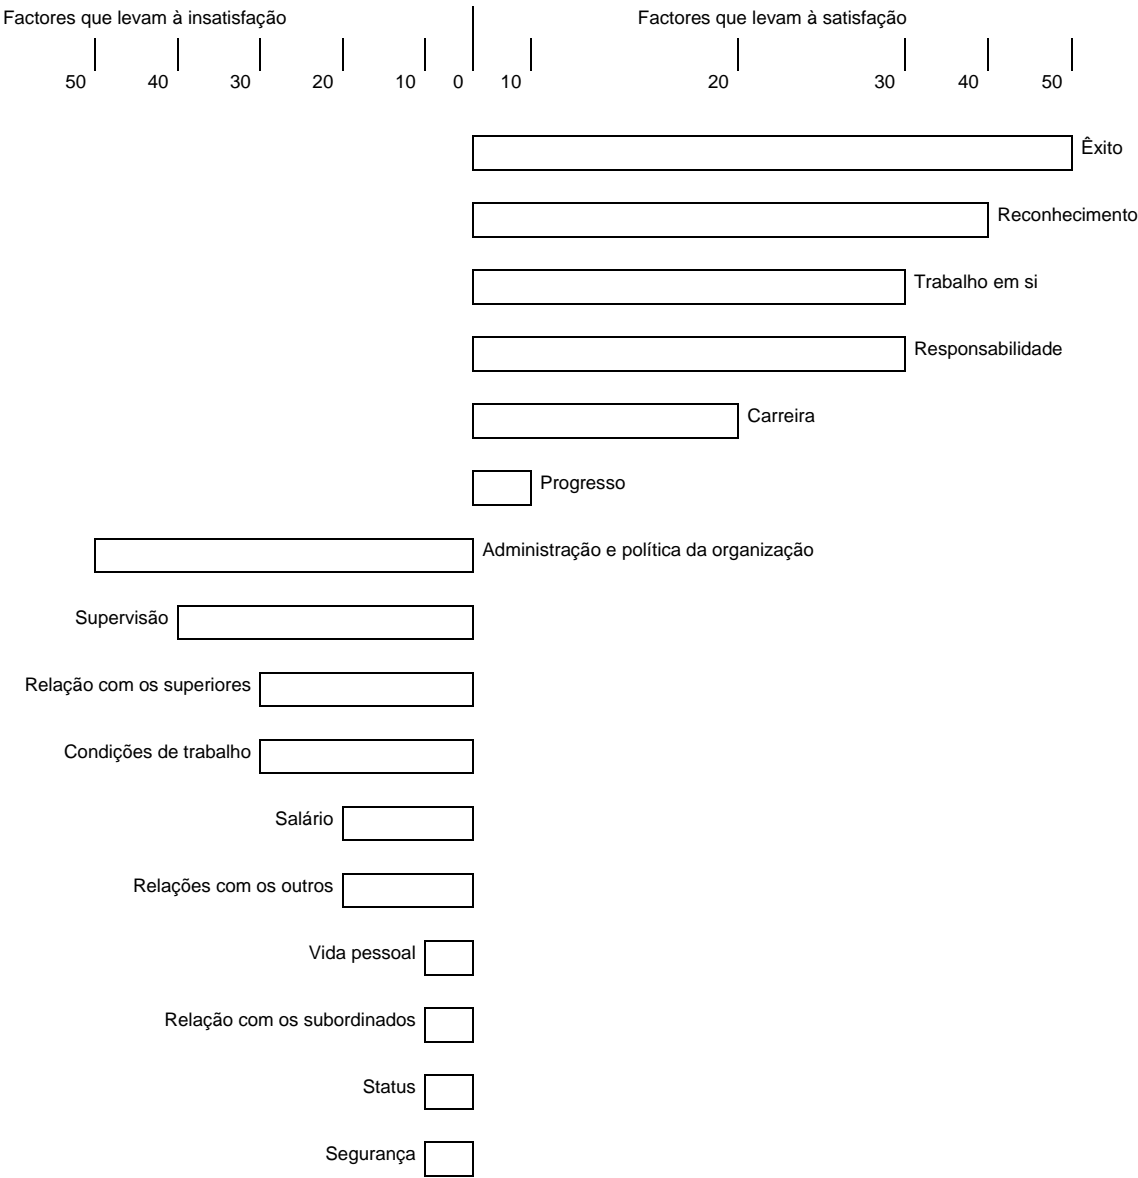 Factores que levam à insatisfação Factores que levam à satisfação
50 40 30 20 10 0 10 20 30 40 50
Êxito
Reconhecimento
Trabalho em si
Responsabilidade
Carreira
Progresso
Administração e política da organização
Supervisão
Relação com os superiores
Condições de trabalho
Salário
Relações com os outros
Vida pessoal
Relação com os subordinados
Status
Segurança